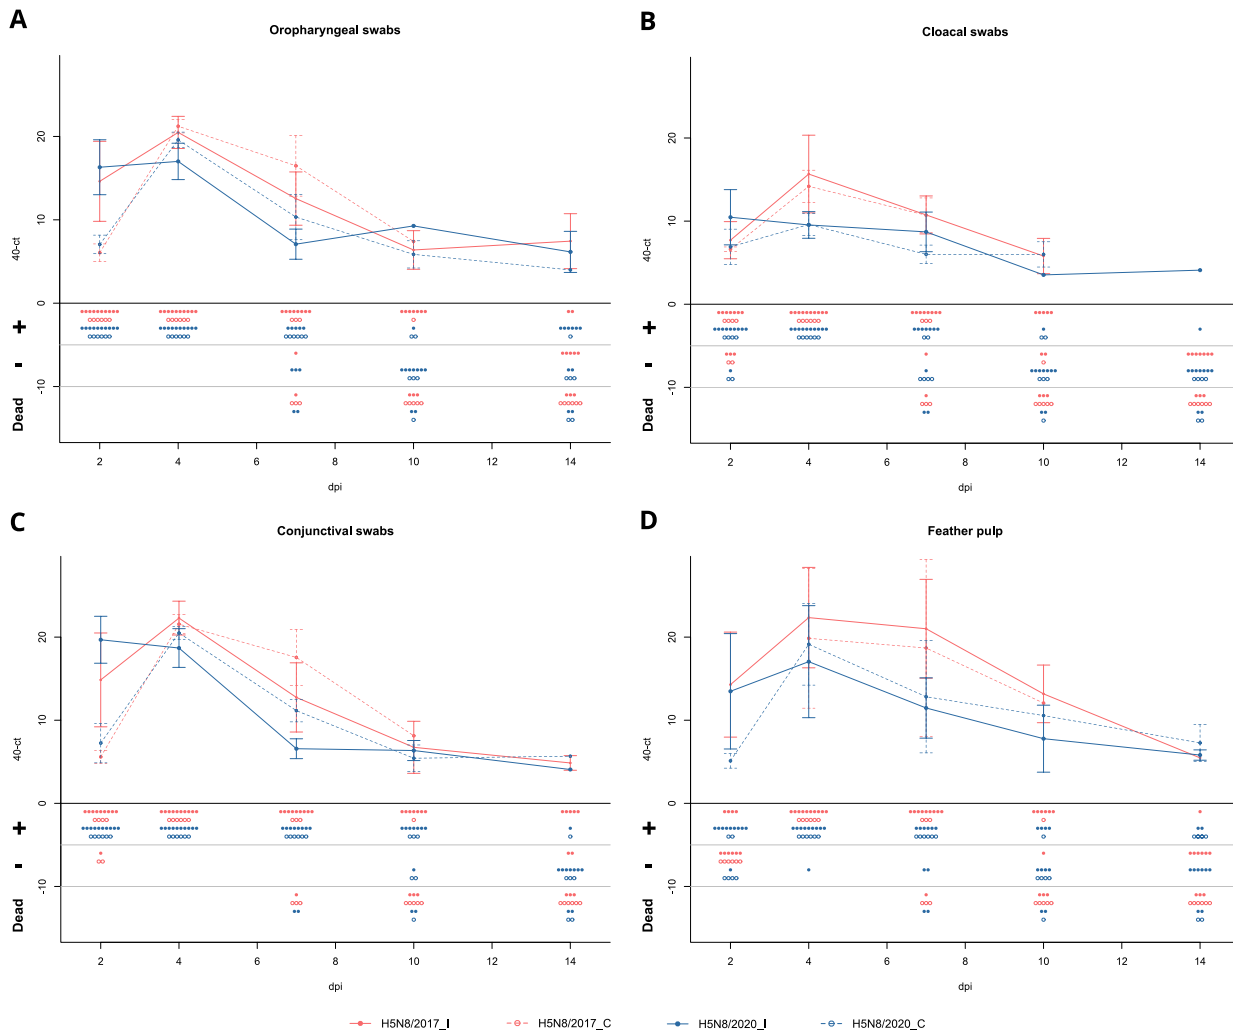 A
Oropharyngeal swabs
40-ct
20
10
0
-10
+
-
Dead
2
4
6
8
10
12
14
dpi
B
Cloacal swabs
40-ct
20
10
0
-10
+
-
Dead
2
4
6
8
10
12
14
dpi
C
Conjunctival swabs
40-ct
20
10
0
-10
+
-
Dead
2
4
6
8
10
12
14
dpi
D
Feather pulp
40-ct
20
10
0
-10
+
-
Dead
2
4
6
8
10
12
14
dpi
H5N8/2017_I
H5N8/2017_C
H5N8/2020_I
H5N8/2020_C